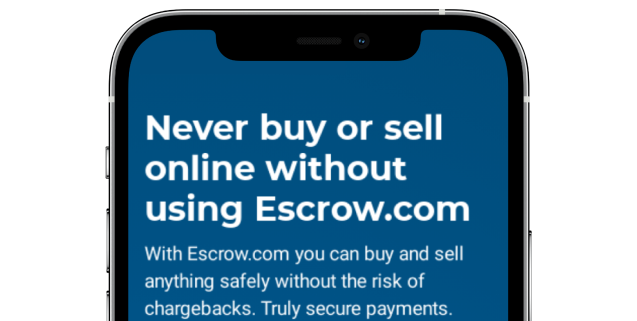 Never buy or sell
online without
using Escrow.com
With Escrow.com you can buy and sell
anything safely without the risk of
chargebacks. Truly secure payments.